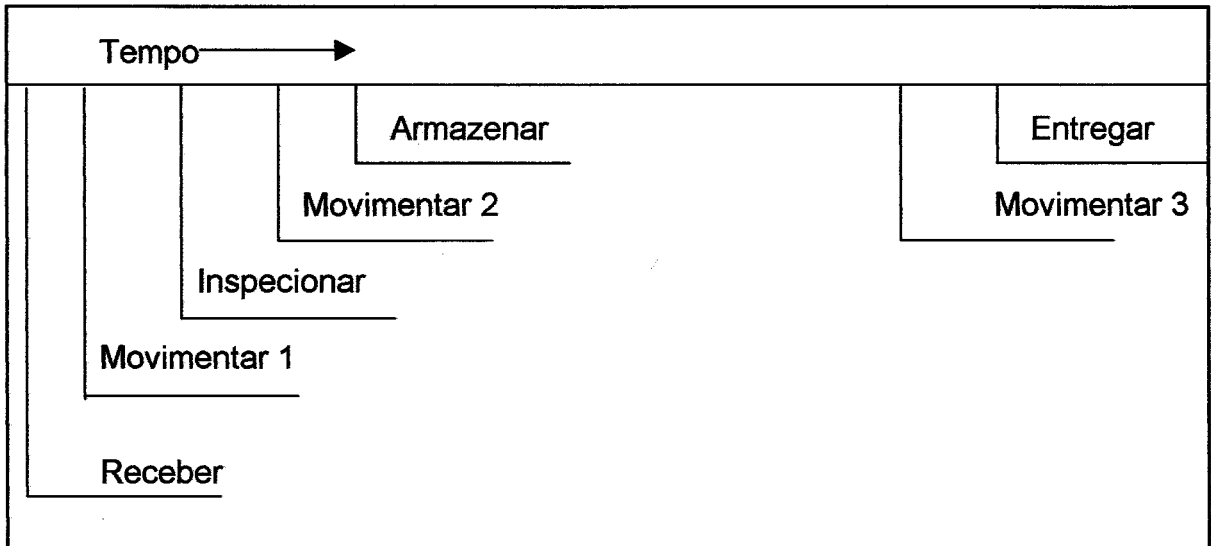 Tempo
Armazenar
Entregar
Movimentar 2
Movimentar 3
Inspecionar
Movimentar 1
Receber